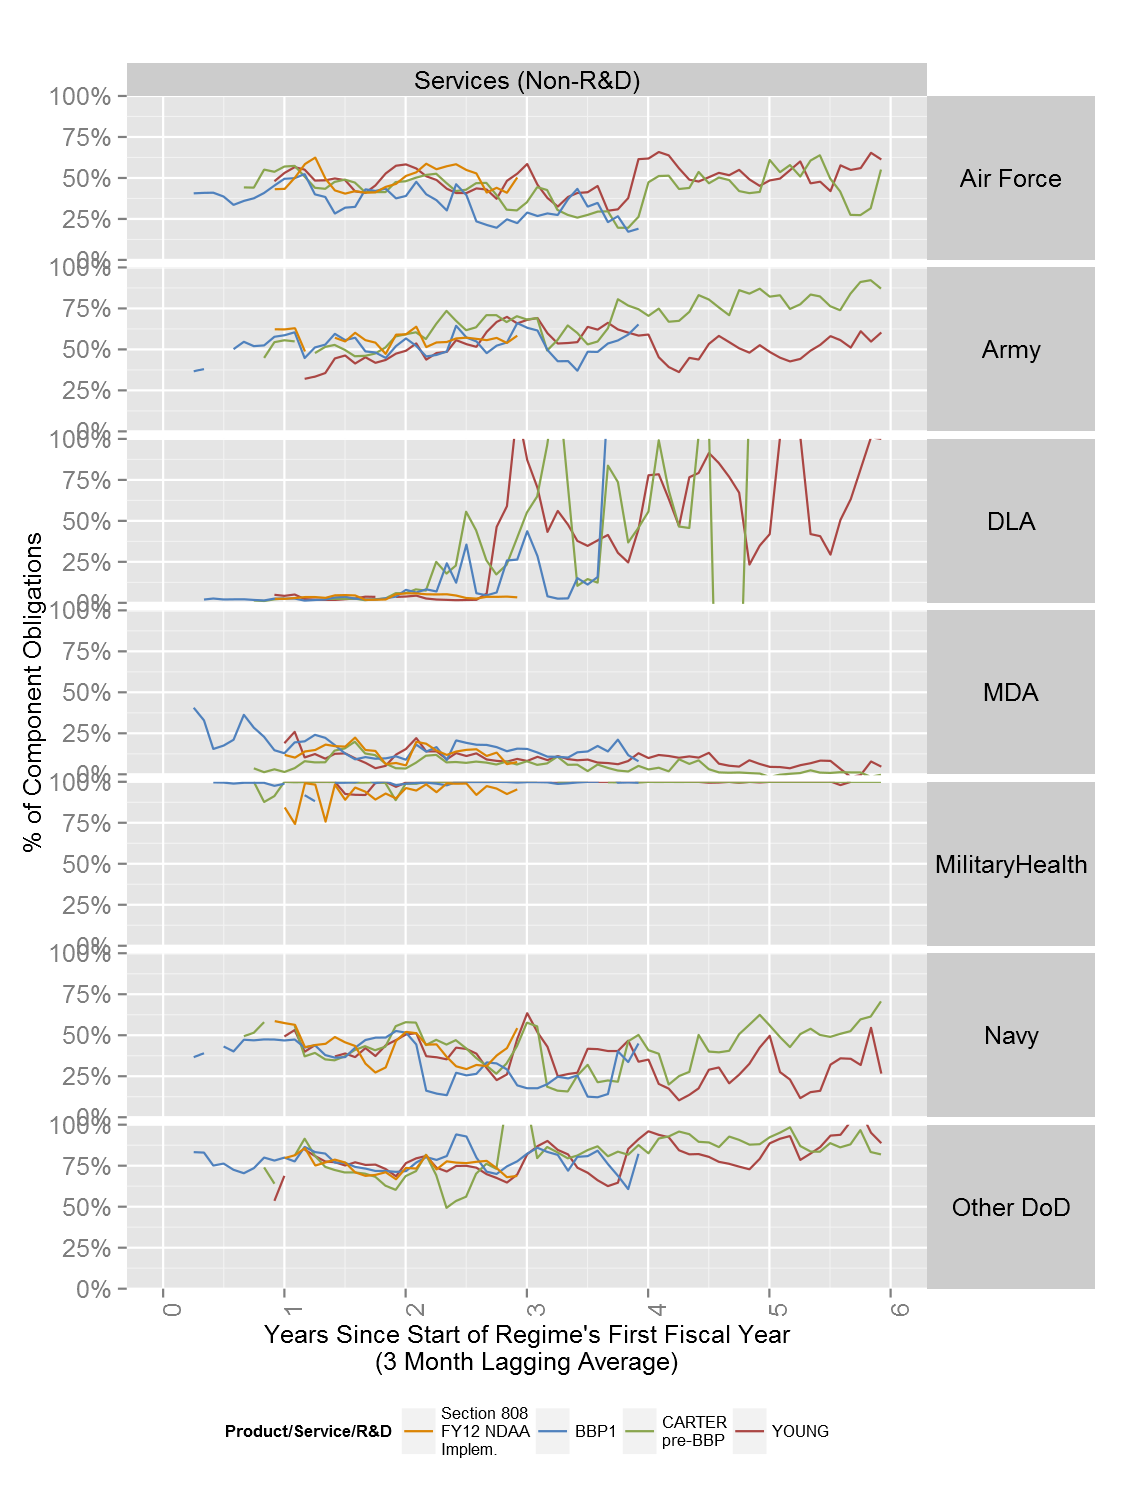 Services (Non-R&D)
% of Component Obligations
100%
75%
50%
25%
0%
Air Force
100%
75%
50%
25%
0%
Army
100%
75%
50%
25%
0%
DLA
100%
75%
50%
25%
0%
MDA
100%
75%
50%
25%
0%
MilitaryHealth
100%
75%
50%
25%
0%
Navy
100%
75%
50%
25%
0%
Other DoD
0 1 2 3 4 5 6
Years Since Start of Regime's First Fiscal Year
(3 Month Lagging Average)
Product/Service/R&D
Section 808
FY12 NDAA
Implem.
BBP1
CARTER
pre-BBP
YOUNG